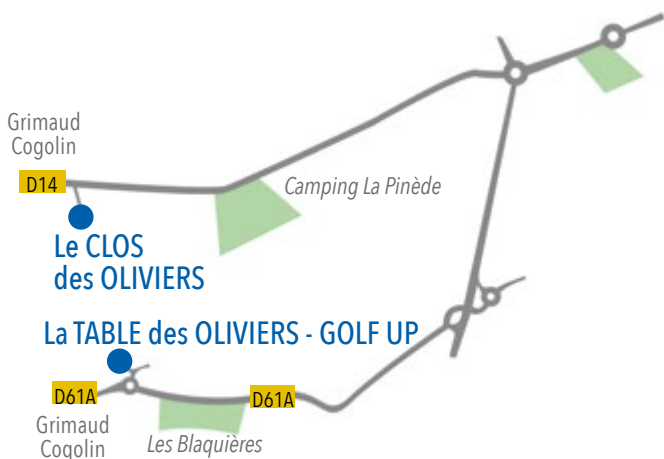 Grimaud
Cogolin
D14
Camping La Pinède
Le CLOS
des OLIVIERS
La TABLE des OLIVIERS - GOLF UP
D61A
D61A
Grimaud
Cogolin
Les Blaquières